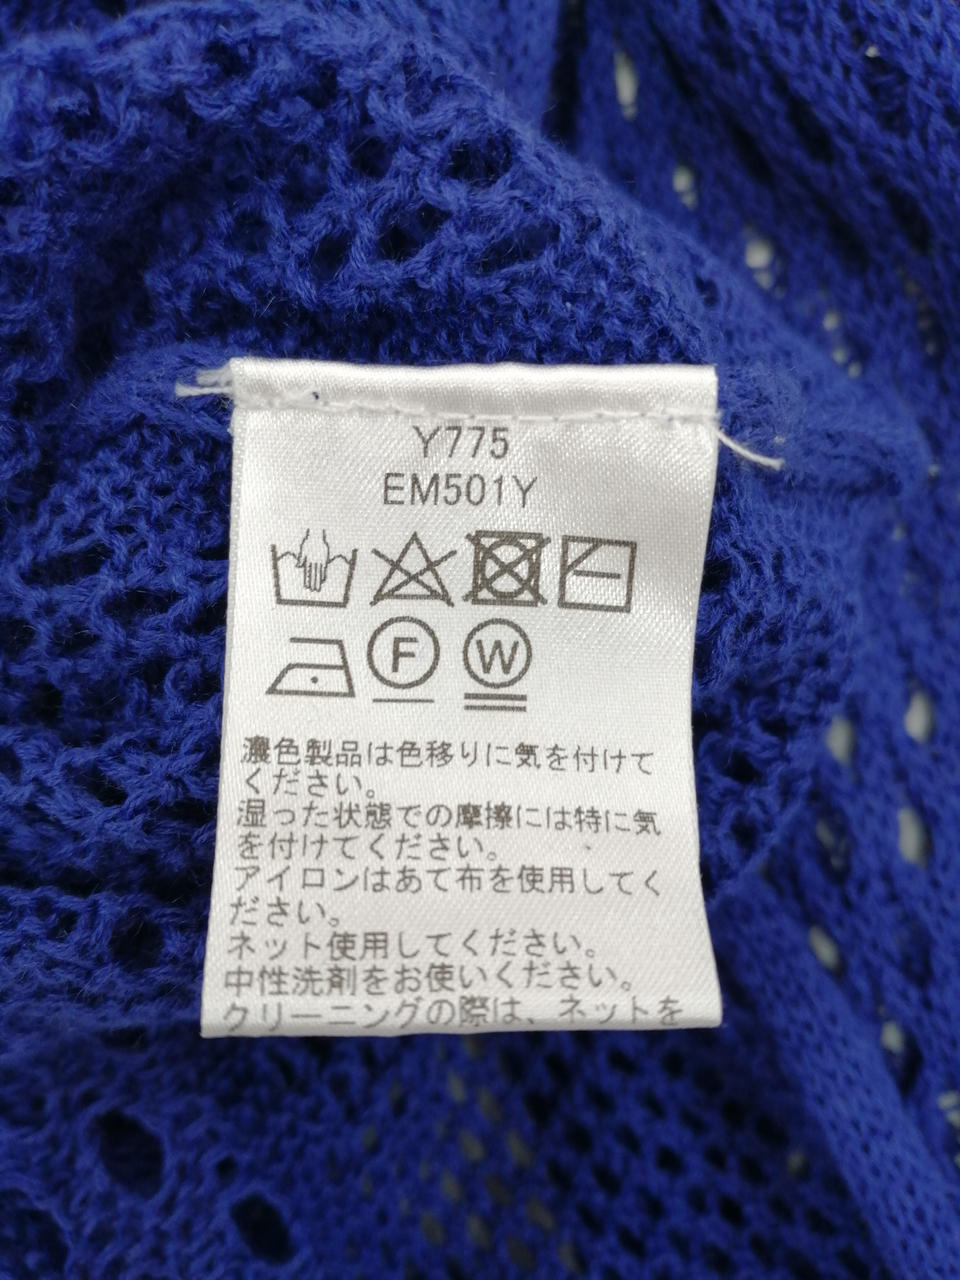 Y775
EM501Y
F
W
濃色製品は色移りに気を付けて
ください。
湿った状態での摩擦には特に気
を付けてください。
アイロンはあて布を使用してく
ださい。
ネット使用してください。
中性洗剤をお使いください。
クリーニングの際は、ネットを